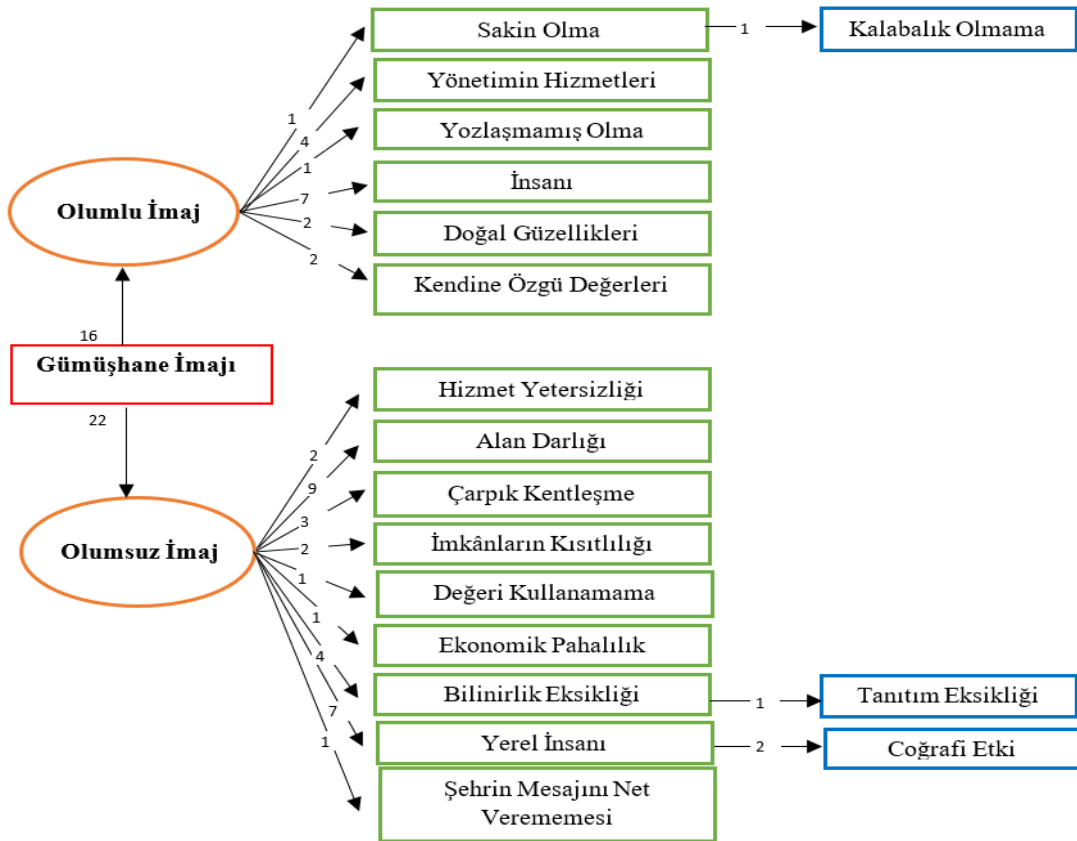 Sakin Olma
1
Kalabalık Olmama
Yönetimin Hizmetleri
Yozlaşmamış Olma
İnsanı
Doğal Güzellikleri
Kendine Özgü Değerleri
1
4
1
7
2
2
Olumlu İmaj
16
Gümüşhane İmajı
22
Olumsuz İmaj
2
9
3
2
1
1
4
7
1
Hizmet Yetersizliği
Alan Darlığı
Çarpık Kentleşme
İmkânların Kısıtlılığı
Değeri Kullanamama
Ekonomik Pahalılık
Bilinirlik Eksikliği
1
Tanıtım Eksikliği
Yerel İnsanı
2
Coğrafi Etki
Şehrin Mesajını Net
Verememesi